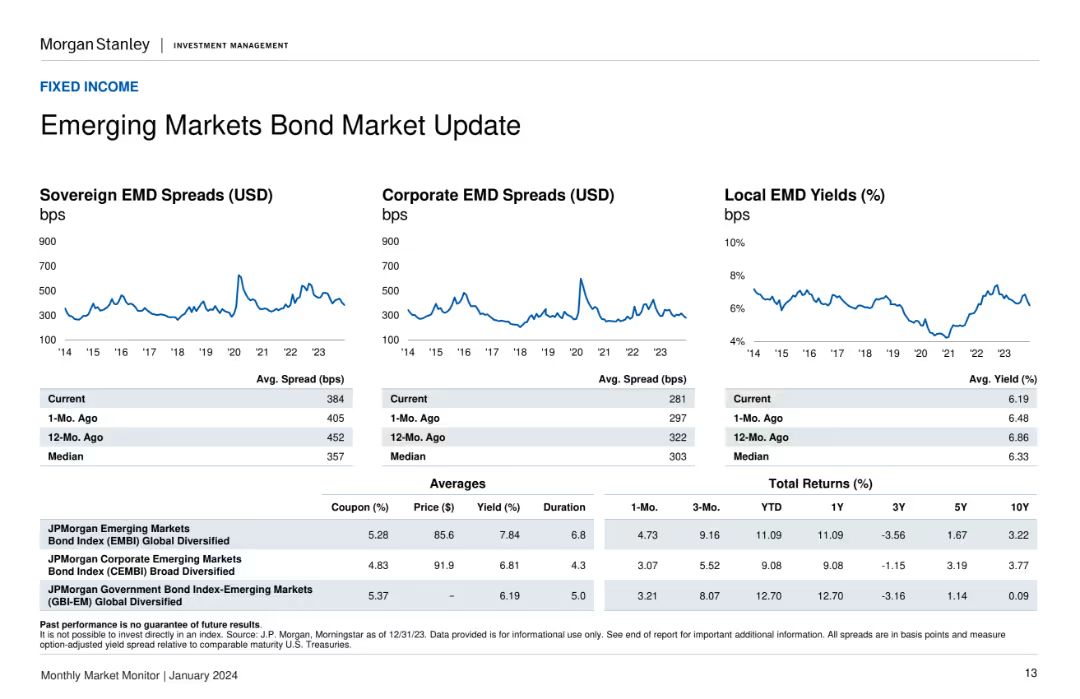 Morgan Stanley | INVESTMENT MANAGEMENT
FIXED INCOME
Emerging Markets Bond Market Update
Sovereign EMD Spreads (USD)
bps
900
700
500
300
100
'14 '15 '16 '17 '18 '19 '20 '21 '22 '23
Avg. Spread (bps)
Current 384
1-Mo. Ago 405
12-Mo. Ago 452
Median 357
Corporate EMD Spreads (USD)
bps
900
700
500
300
100
'14 '15 '16 '17 '18 '19 '20 '21 '22 '23
Avg. Spread (bps)
Current 281
1-Mo. Ago 297
12-Mo. Ago 322
Median 303
Local EMD Yields (%)
bps
10%
8%
6%
4%
'14 '15 '16 '17 '18 '19 '20 '21 '22 '23
Avg. Yield (%)
Current 6.19
1-Mo. Ago 6.48
12-Mo. Ago 6.86
Median 6.33
Averages Total Returns (%)
Coupon (%) Price ($) Yield (%) Duration 1-Mo. 3-Mo. YTD 1Y 3Y 5Y 10Y
JPMorgan Emerging Markets
Bond Index (EMBI) Global Diversified 5.28 85.6 7.84 6.8 4.73 9.16 11.09 11.09 -3.56 1.67 3.22
JPMorgan Corporate Emerging Markets
Bond Index (CEMBI) Broad Diversified 4.83 91.9 6.81 4.3 3.07 5.52 9.08 9.08 -1.15 3.19 3.77
JPMorgan Government Bond Index-Emerging Markets
(GBI-EM) Global Diversified 5.37 – 6.19 5.0 3.21 8.07 12.70 12.70 -3.16 1.14 0.09
Past performance is no guarantee of future results.
It is not possible to invest directly in an index. Source: J.P. Morgan, Morningstar as of 12/31/23. Data provided is for informational use only. See end of report for important additional information. All spreads are in basis points and measure
option-adjusted yield spread relative to comparable maturity U.S. Treasuries.
Monthly Market Monitor | January 2024
13